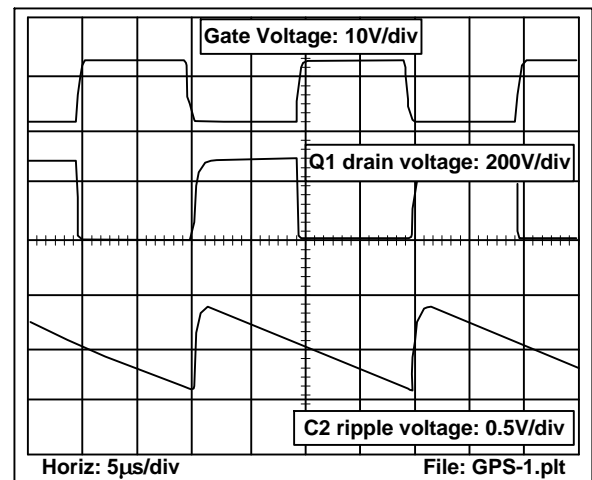 Gate Voltage: 10V/div
Q1 drain voltage: 200V/div
C2 ripple voltage: 0.5V/div
Horiz: 5µs/div
File: GPS-1.plt